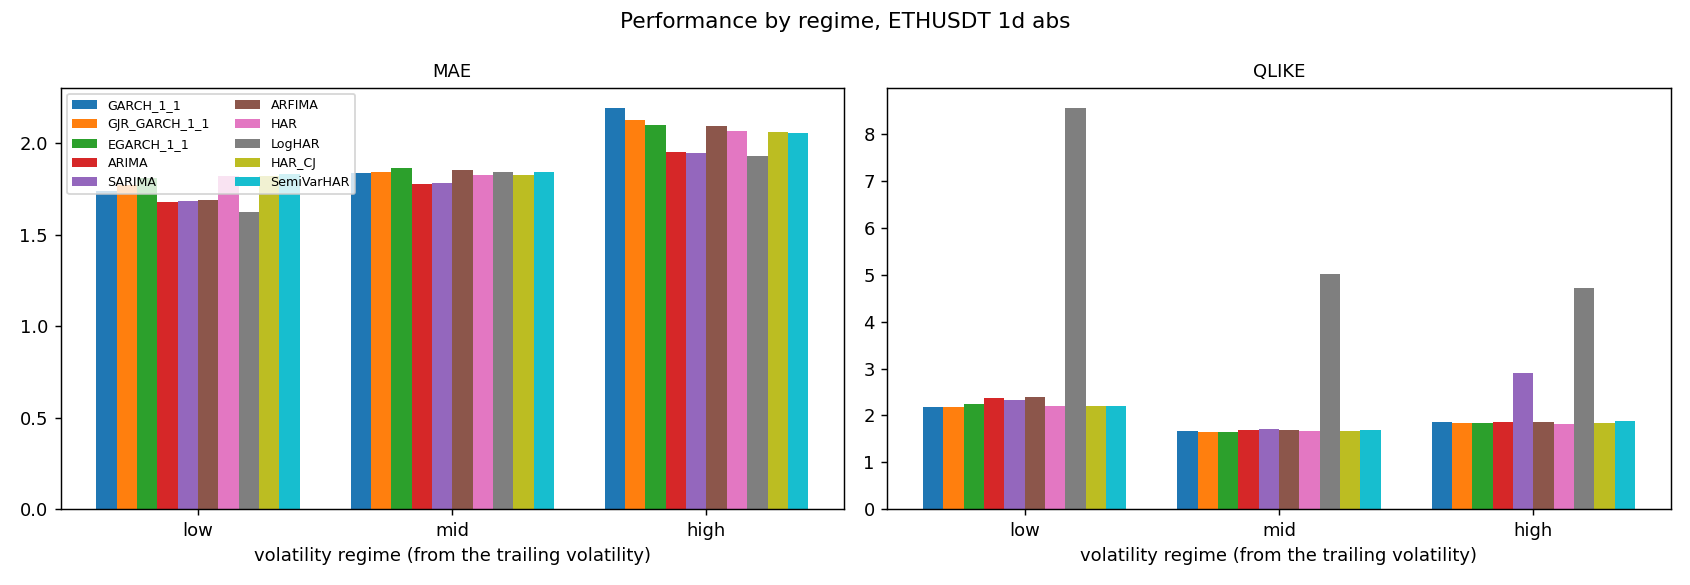 Performance by regime, ETHUSDT 1d abs
MAE
GARCH_1_1
GJR_GARCH_1_1
EGARCH_1_1
ARIMA
SARIMA
ARFIMA
HAR
LogHAR
HAR_CJ
SemiVarHAR
2.0
1.5
1.0
0.5
0.0
low mid high
volatility regime (from the trailing volatility)
QLIKE
8
7
6
5
4
3
2
1
0
low mid high
volatility regime (from the trailing volatility)